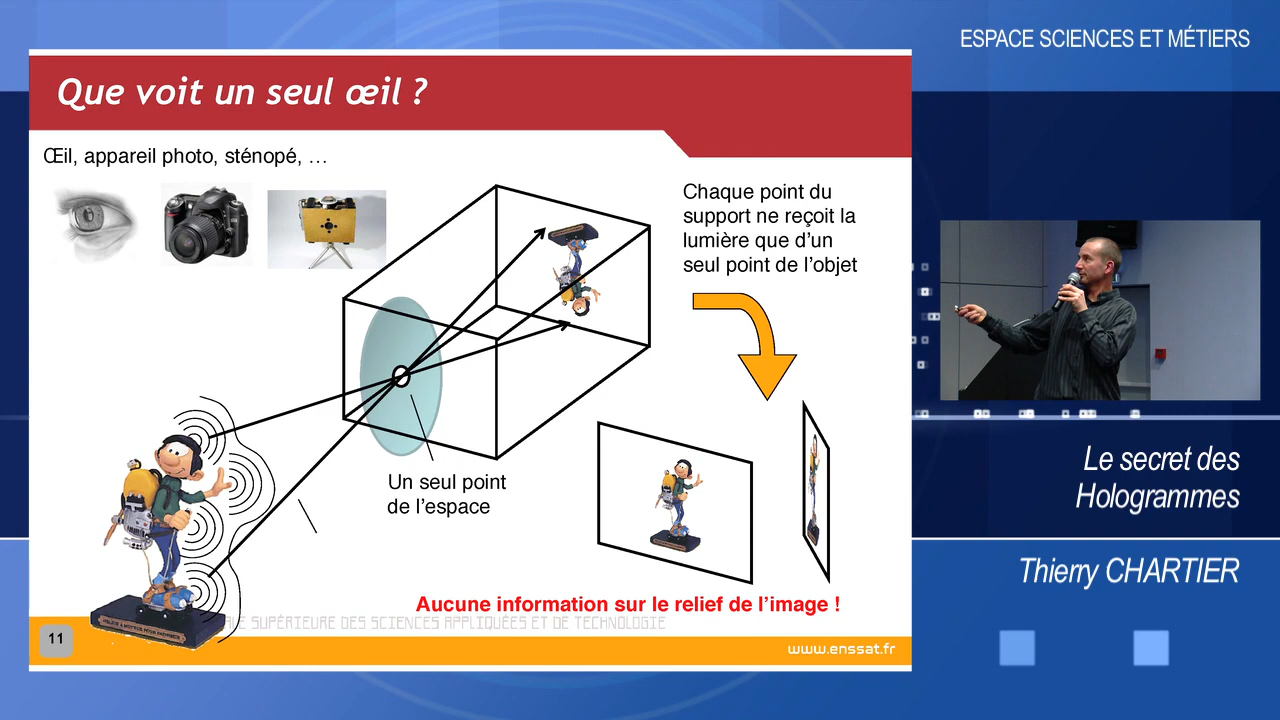 ESPACE SCIENCES ET MÉTIERS
Que voit un seul œil ?
Œil, appareil photo, sténopé, …
Chaque point du
support ne reçoit la
lumière que d’un
seul point de l’objet
Un seul point
de l’espace
Aucune information sur le relief de l’image !
SUPÉRIEURE DES SCIENCES APPLIQUÉES ET DE TECHNOLOGIE
11
www.enssat.fr
Le secret des
Hologrammes
Thierry CHARTIER